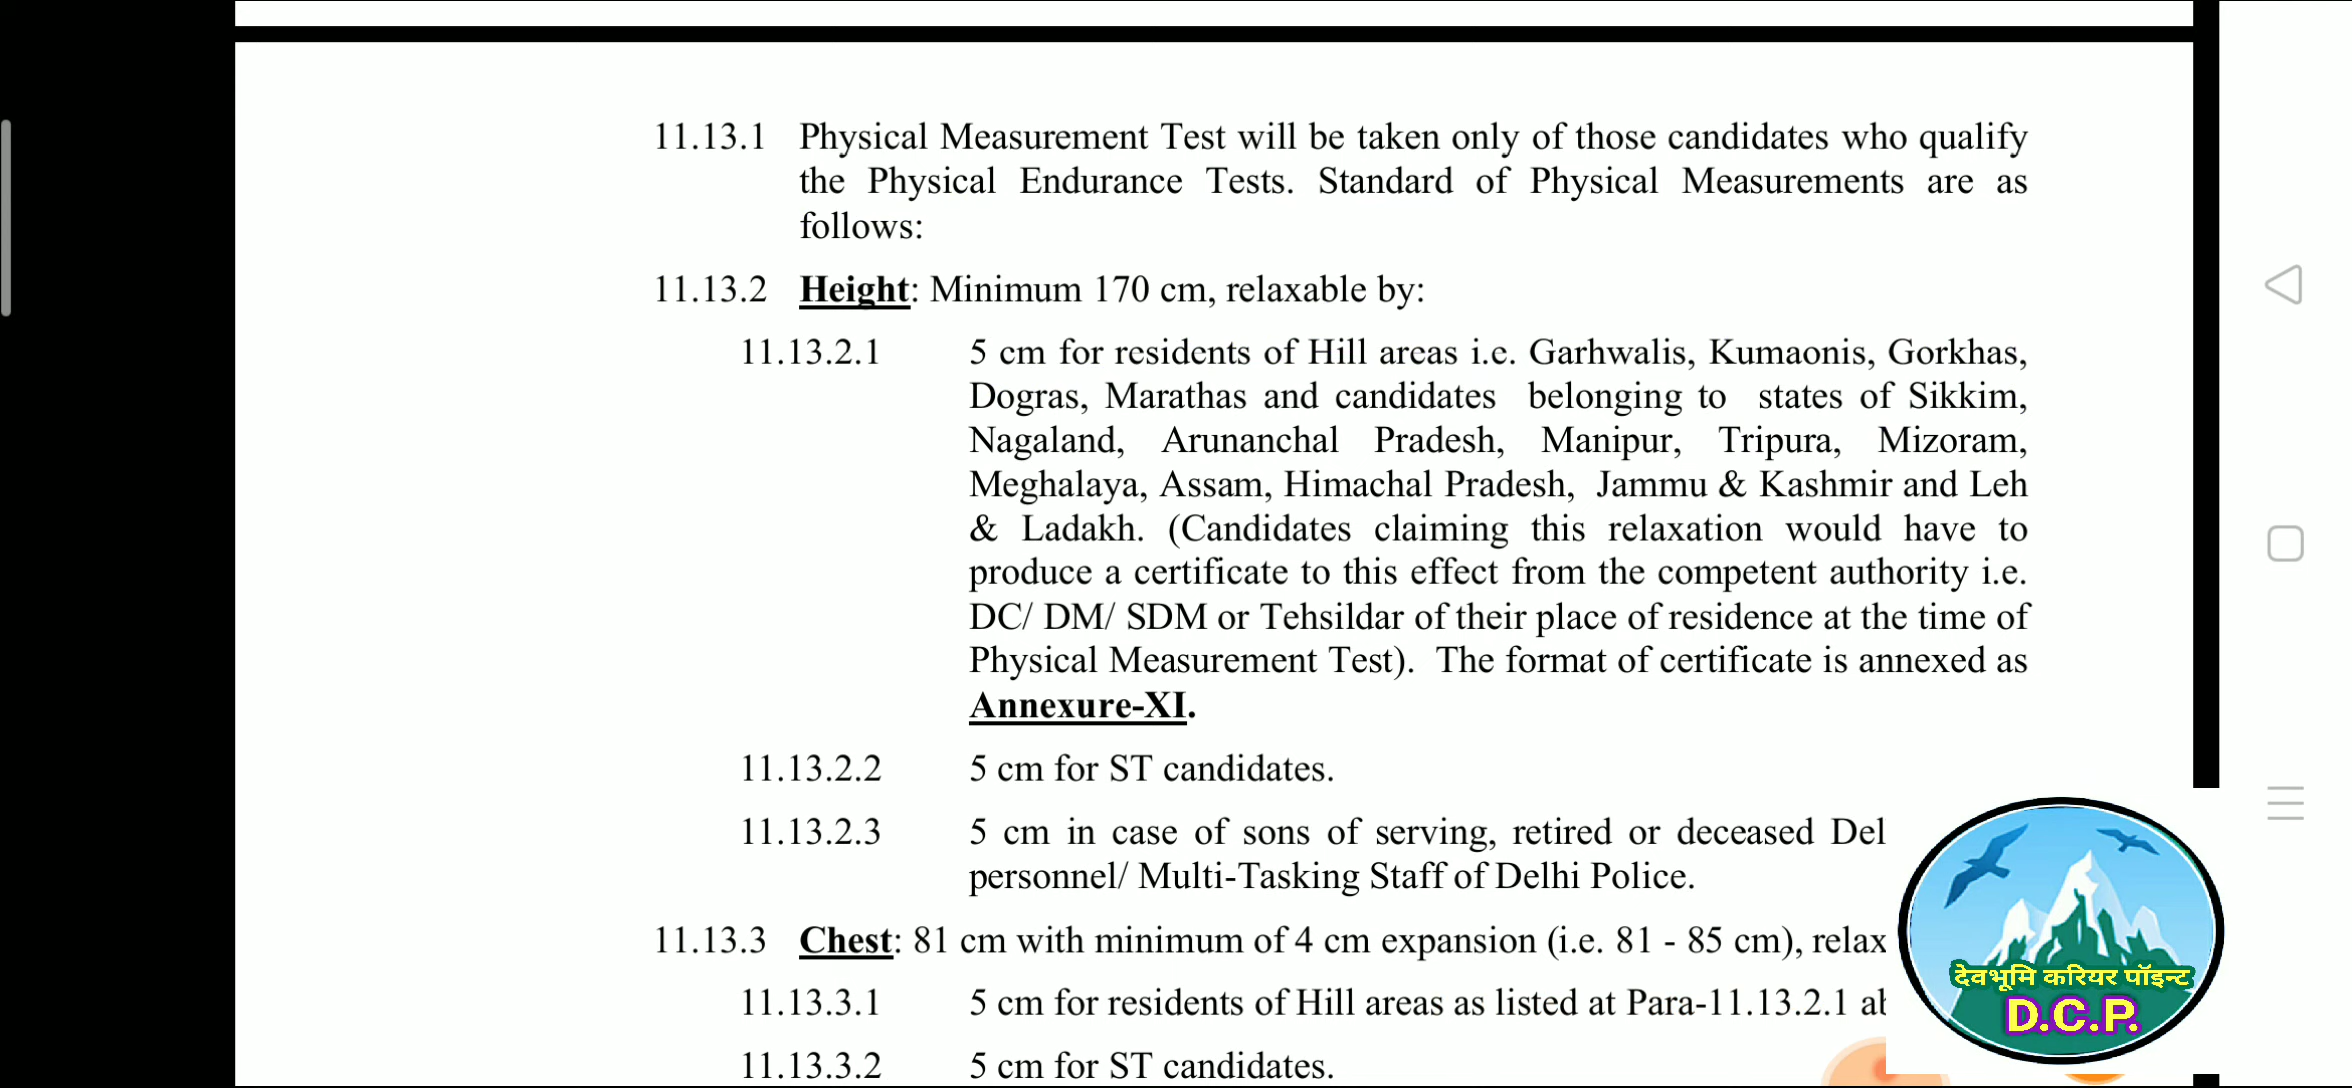 11.13.1 Physical Measurement Test will be taken only of those candidates who qualify
the Physical Endurance Tests. Standard of Physical Measurements are as
follows:
11.13.2 Height: Minimum 170 cm, relaxable by:
11.13.2.1 5 cm for residents of Hill areas i.e. Garhwalis, Kumaonis, Gorkhas,
Dogras, Marathas and candidates belonging to states of Sikkim,
Nagaland, Arunanchal Pradesh, Manipur, Tripura, Mizoram,
Meghalaya, Assam, Himachal Pradesh, Jammu & Kashmir and Leh
& Ladakh. (Candidates claiming this relaxation would have to
produce a certificate to this effect from the competent authority i.e.
DC/ DM/ SDM or Tehsildar of their place of residence at the time of
Physical Measurement Test). The format of certificate is annexed as
Annexure-XI.
11.13.2.2 5 cm for ST candidates.
11.13.2.3 5 cm in case of sons of serving, retired or deceased Del
personnel/ Multi-Tasking Staff of Delhi Police.
11.13.3 Chest: 81 cm with minimum of 4 cm expansion (i.e. 81 - 85 cm), relax
11.13.3.1 5 cm for residents of Hill areas as listed at Para-11.13.2.1
11.13.3.2 5 cm for ST candidates.
देवभूमि करियर पॉइन्ट
D.C.P.